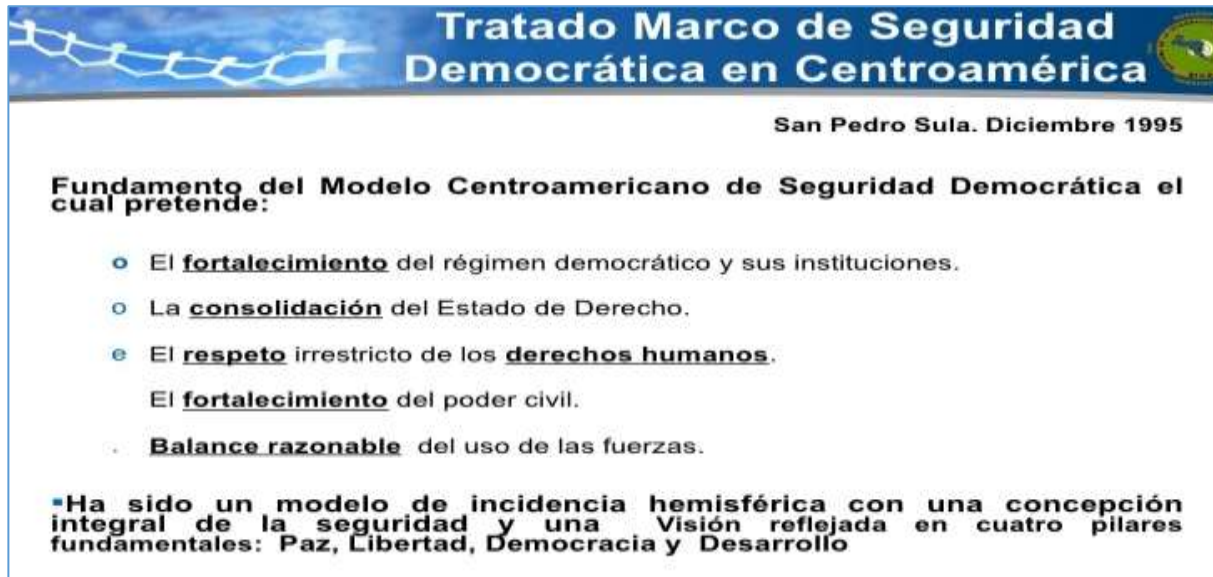 Tratado Marco de Seguridad
Democrática en Centroamérica
San Pedro Sula. Diciembre 1995
Fundamento del Modelo Centroamericano de Seguridad Democrática el
cual pretende:
o El fortalecimiento del régimen democrático y sus instituciones.
o La consolidación del Estado de Derecho.
e El respeto irrestricto de los derechos humanos.
El fortalecimiento del poder civil.
. Balance razonable del uso de las fuerzas.
▪Ha sido un modelo de incidencia hemisférica con una concepción
integral de la seguridad y una Visión reflejada en cuatro pilares
fundamentales: Paz, Libertad, Democracia y Desarrollo